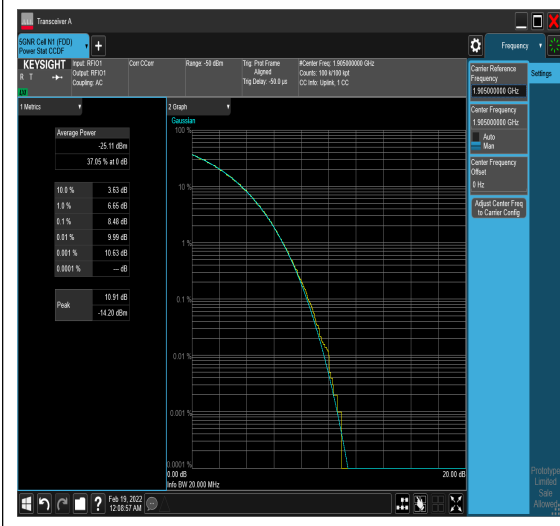 Transceiver A
5GNR Cell N1 (FDD)
Power Stat CCDF
+
Frequency
KEYSIGHT
R T
Input: RFIO1
Output: RFIO1
Coupling: AC
Corr CCorr
Range: -50 dBm
Trig: Prdt Frame
Aligned
Trig Delay: -50.0 µs
#Center Freq: 1.905000000 GHz
Counts: 100 k/100 kpt
CC Info: Uplink, 1 CC
1 Metrics
Average Power
-25.11 dBm
37.05 % at 0 dB
10.0 % 3.63 dB
1.0 % 6.65 dB
0.1 % 8.48 dB
0.01 % 9.99 dB
0.001 % 10.63 dB
0.0001 % --- dB
Peak
10.91 dB
-14.20 dBm
2 Graph
Gaussian
100 %
10 %
1 %
0.1 %
0.01 %
0.001 %
0.0001 %
0.00 dB
20.00 dB
Info BW 20.000 MHz
Carrier Reference
Frequency
1.905000000 GHz
Center Frequency
1.905000000 GHz
Auto
Man
Center Frequency
Offset
0 Hz
Adjust Center Freq
to Carrier Config
Settings
Prototype
Limited
Sale
Allowed
?
Feb 19, 2022
12:08:57 AM